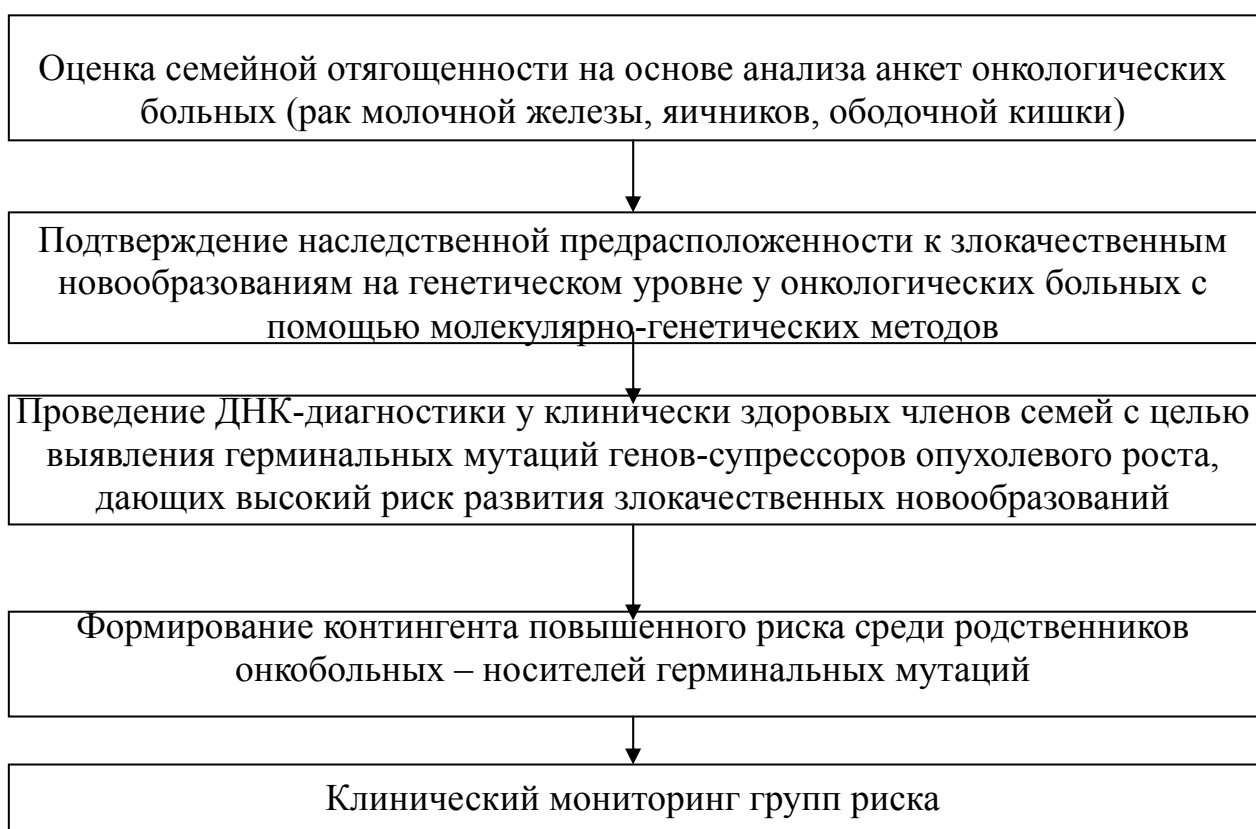 Оценка семейной отягощенности на основе анализа анкет онкологических
больных (рак молочной железы, яичников, ободочной кишки)
Подтверждение наследственной предрасположенности к злокачественным
новообразованиям на генетическом уровне у онкологических больных с
помощью молекулярно-генетических методов
Проведение ДНК-диагностики у клинически здоровых членов семей с целью
выявления герминальных мутаций генов-супрессоров опухолевого роста,
дающих высокий риск развития злокачественных новообразований
Формирование контингента повышенного риска среди родственников
онкобольных – носителей герминальных мутаций
Клинический мониторинг групп риска